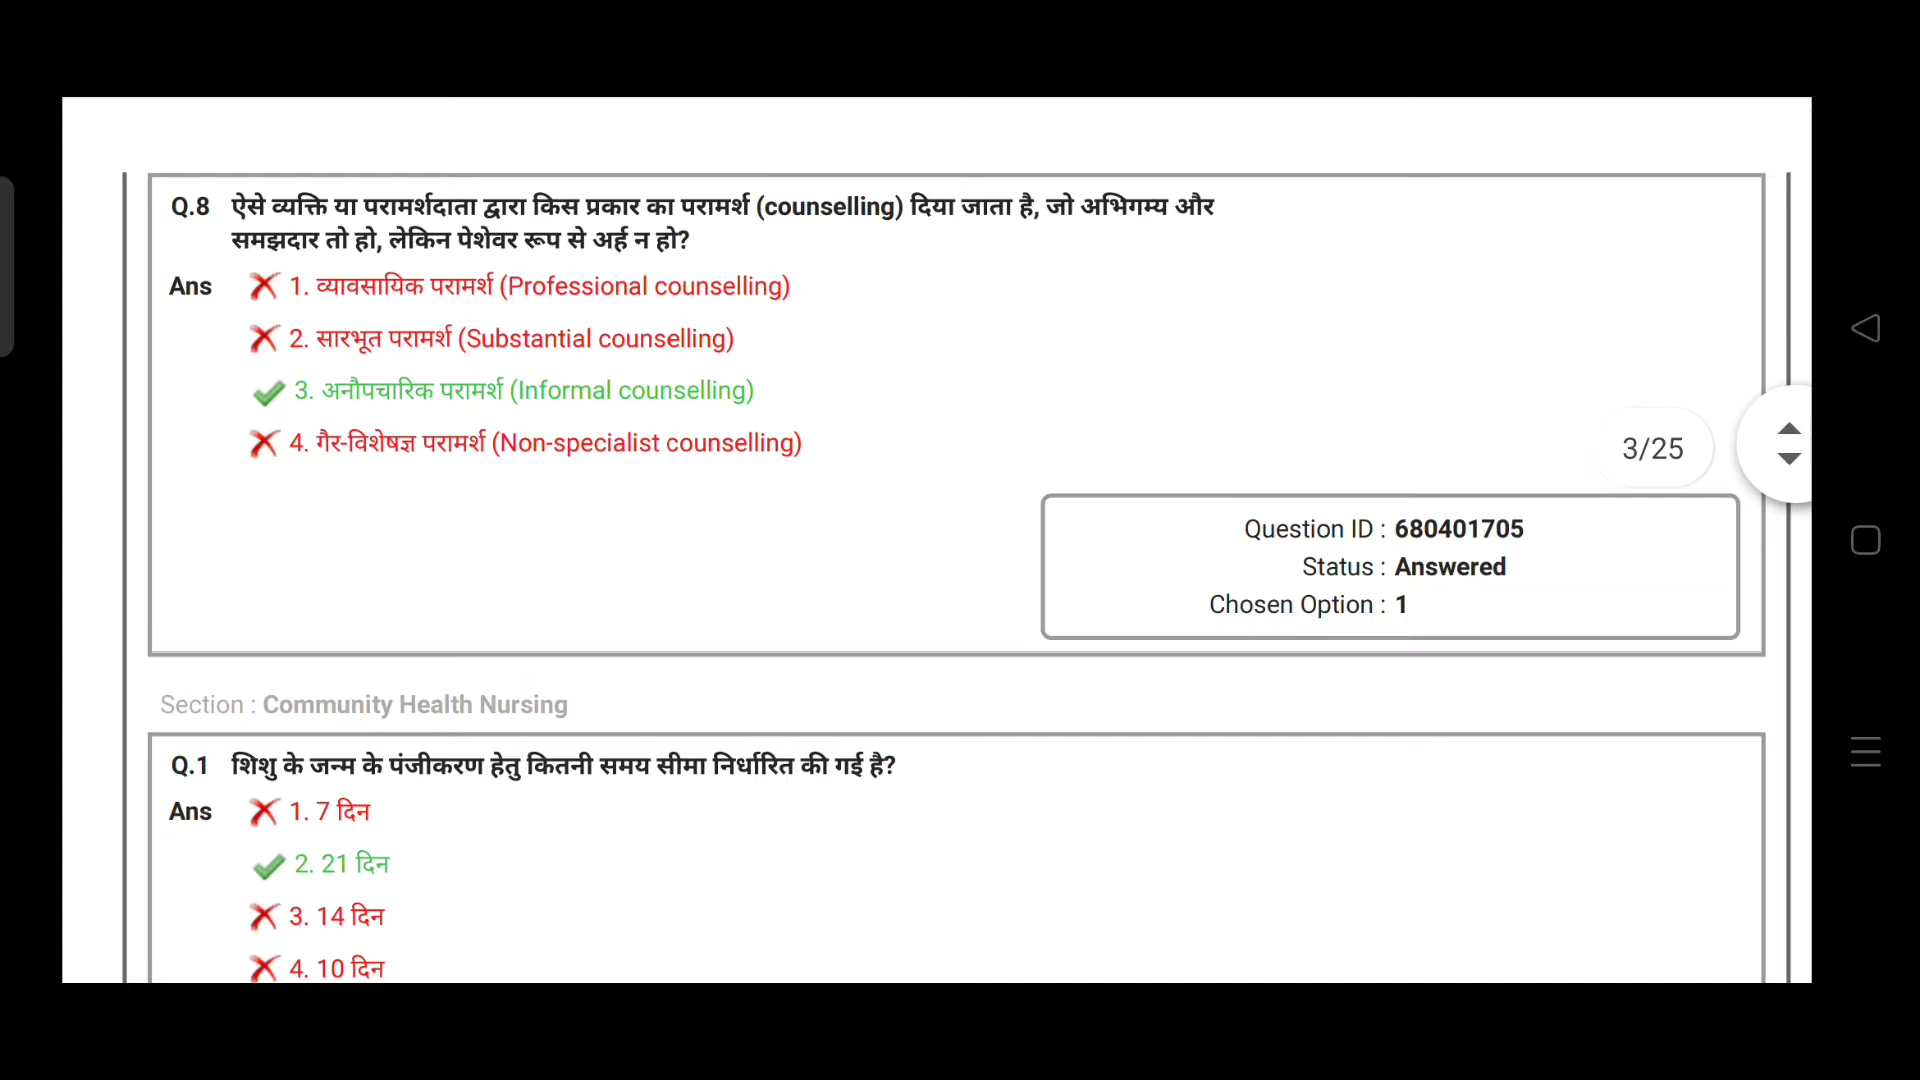 Q.8 ऐसे व्यक्ति या परामर्शदाता द्वारा किस प्रकार का परामर्श (counselling) दिया जाता है, जो अभिगम्य और
समझदार तो हो, लेकिन पेशेवर रूप से अर्ह न हो?
Ans 1. व्यावसायिक परामर्श (Professional counselling)
2. सारभूत परामर्श (Substantial counselling)
3. अनौपचारिक परामर्श (Informal counselling)
4. गैर-विशेषज्ञ परामर्श (Non-specialist counselling)
3/25
Question ID : 680401705
Status : Answered
Chosen Option : 1
Section : Community Health Nursing
Q.1 शिशु के जन्म के पंजीकरण हेतु कितनी समय सीमा निर्धारित की गई है?
Ans 1. 7 दिन
2. 21 दिन
3. 14 दिन
4. 10 दिन